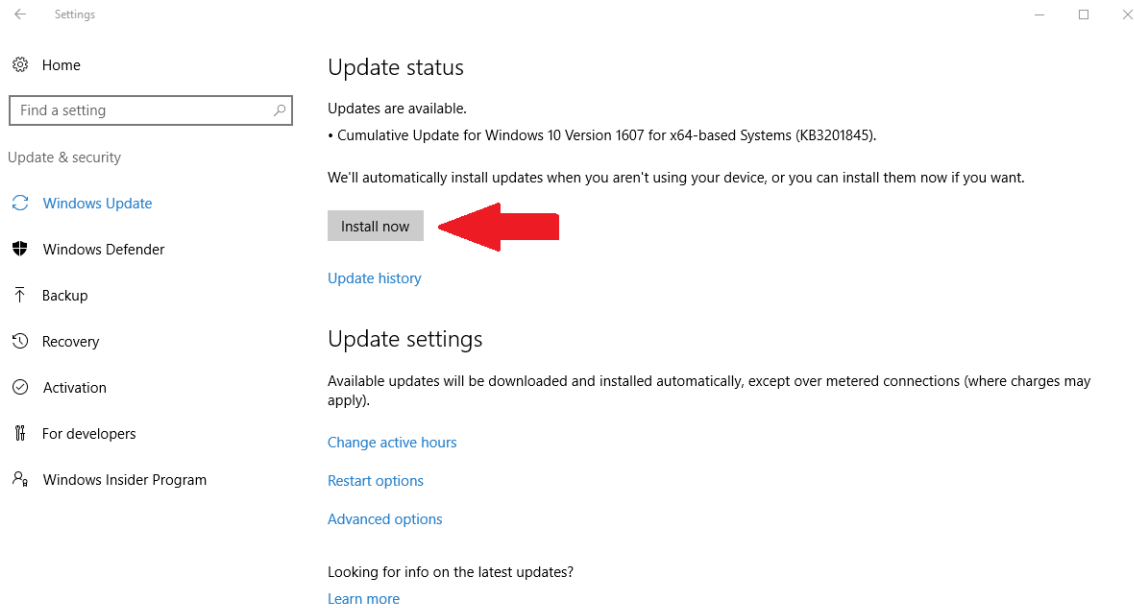 Settings
Home
Find a setting
Update & security
Windows Update
Windows Defender
Backup
Recovery
Activation
For developers
Windows Insider Program
Update status
Updates are available.
• Cumulative Update for Windows 10 Version 1607 for x64-based Systems (KB3201845).
We'll automatically install updates when you aren't using your device, or you can install them now if you want.
Install now
Update history
Update settings
Available updates will be downloaded and installed automatically, except over metered connections (where charges may
apply).
Change active hours
Restart options
Advanced options
Looking for info on the latest updates?
Learn more